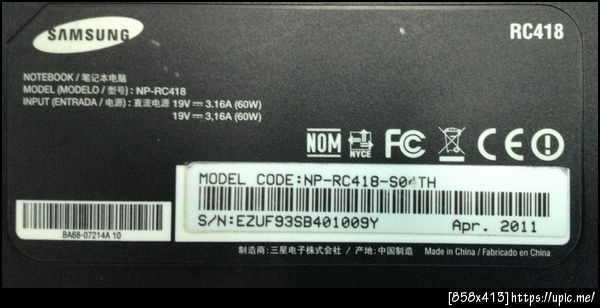 SAMSUNG
RC418
NOTEBOOK / 笔记本电脑
MODEL (MODELO / 型号) : NP-RC418
INPUT (ENTRADA / 电源) : 直流电源 19V 3.16A (60W)
19V 3,16A (60W)
NOM NYCE FC CE
MODEL CODE:NP-RC418-S04TH
S/N:EZUF93SB401009Y Apr. 2011
BA68-07214A 10
制造商: 三星电子株式会社 / 产地: 中国制造
Made in China / Fabricado en China
[858x413]https://upic.me/